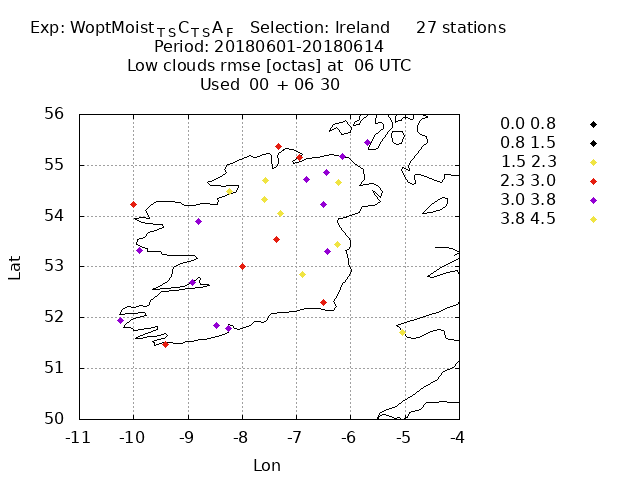 Exp: WoptMoistTSCTSAF Selection: Ireland 27 stations
Period: 20180601-20180614
Low clouds rmse [octas] at 06 UTC
Used 00 + 06 30
0.0 0.8
0.8 1.5
1.5 2.3
2.3 3.0
3.0 3.8
3.8 4.5
56
55
54
53
52
51
50
Lat
-11 -10 -9 -8 -7 -6 -5 -4
Lon